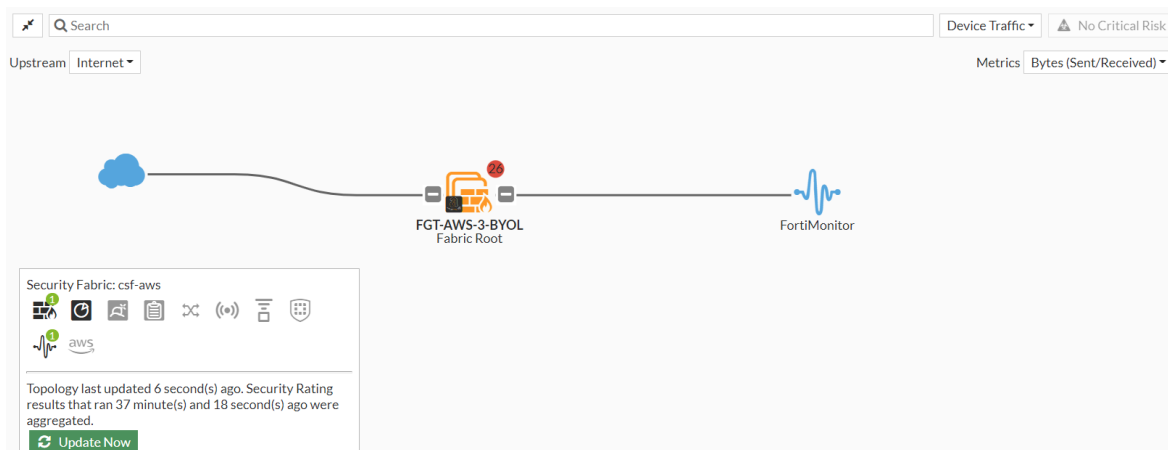 Search
Device Traffic
No Critical Risk
Upstream Internet
Metrics Bytes (Sent/Received)
26
FGT-AWS-3-BYOL
Fabric Root
FortiMonitor
Security Fabric: csf-aws
1
1
aws
Topology last updated 6 second(s) ago. Security Rating
results that ran 37 minute(s) and 18 second(s) ago were
aggregated.
Update Now